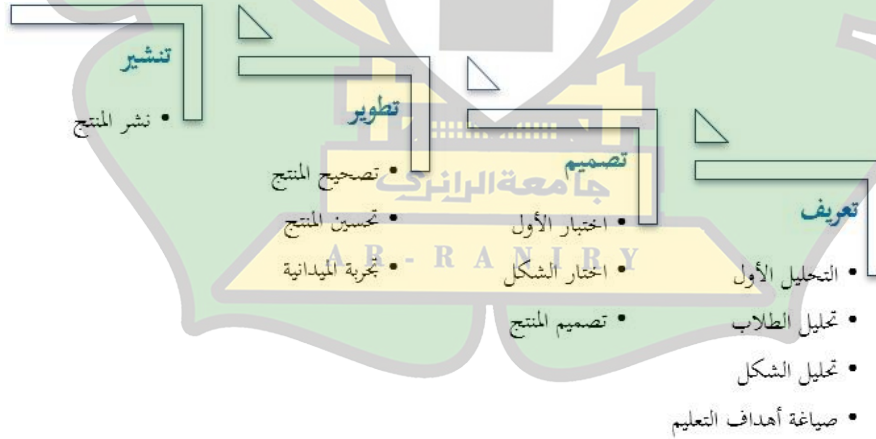 تعريف
التحليل الأول
تحليل الطلاب
تحليل الشكل
صياغة أهداف التعليم
تصميم
اختبار الأول
اختار الشكل
تصميم المنتج
تطوير
تصحيح المنتج
تحسين المنتج
تجربة الميدانية
تنشير
نشر المنتج
جامعة الرانري
AR-RANIRY